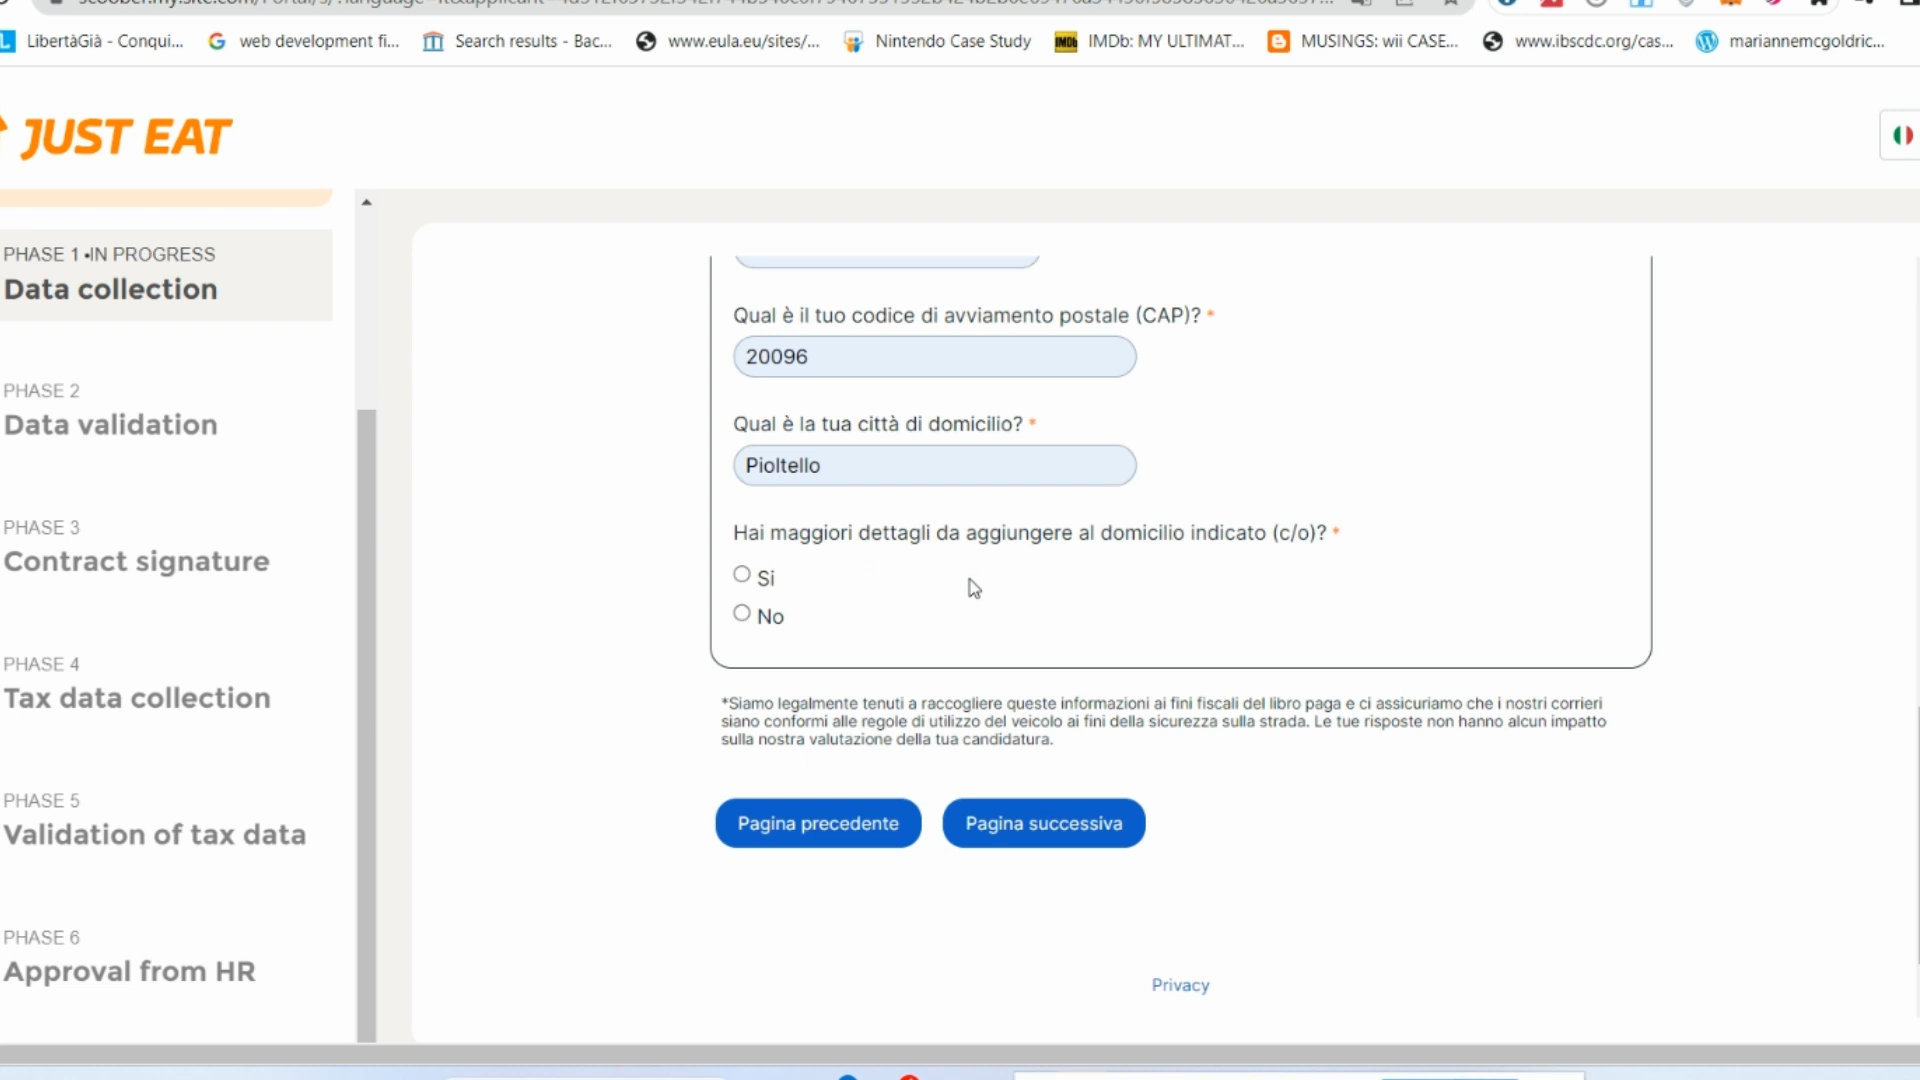 LibertàGià - Conqui...
web development fi...
Search results - Bac...
www.eula.eu/sites/...
Nintendo Case Study
IMDb: MY ULTIMAT...
MUSINGS: wii CASE...
www.ibscdc.org/cas...
mariannemcgoldric...
JUST EAT
PHASE 1 •IN PROGRESS
Data collection
PHASE 2
Data validation
PHASE 3
Contract signature
PHASE 4
Tax data collection
PHASE 5
Validation of tax data
PHASE 6
Approval from HR
Qual è il tuo codice di avviamento postale (CAP)? *
20096
Qual è la tua città di domicilio? *
Pioltello
Hai maggiori dettagli da aggiungere al domicilio indicato (c/o)? *
Si
No
*Siamo legalmente tenuti a raccogliere queste informazioni ai fini fiscali del libro paga e ci assicuriamo che i nostri corrieri
siano conformi alle regole di utilizzo del veicolo ai fini della sicurezza sulla strada. Le tue risposte non hanno alcun impatto
sulla nostra valutazione della tua candidatura.
Pagina precedente
Pagina successiva
Privacy